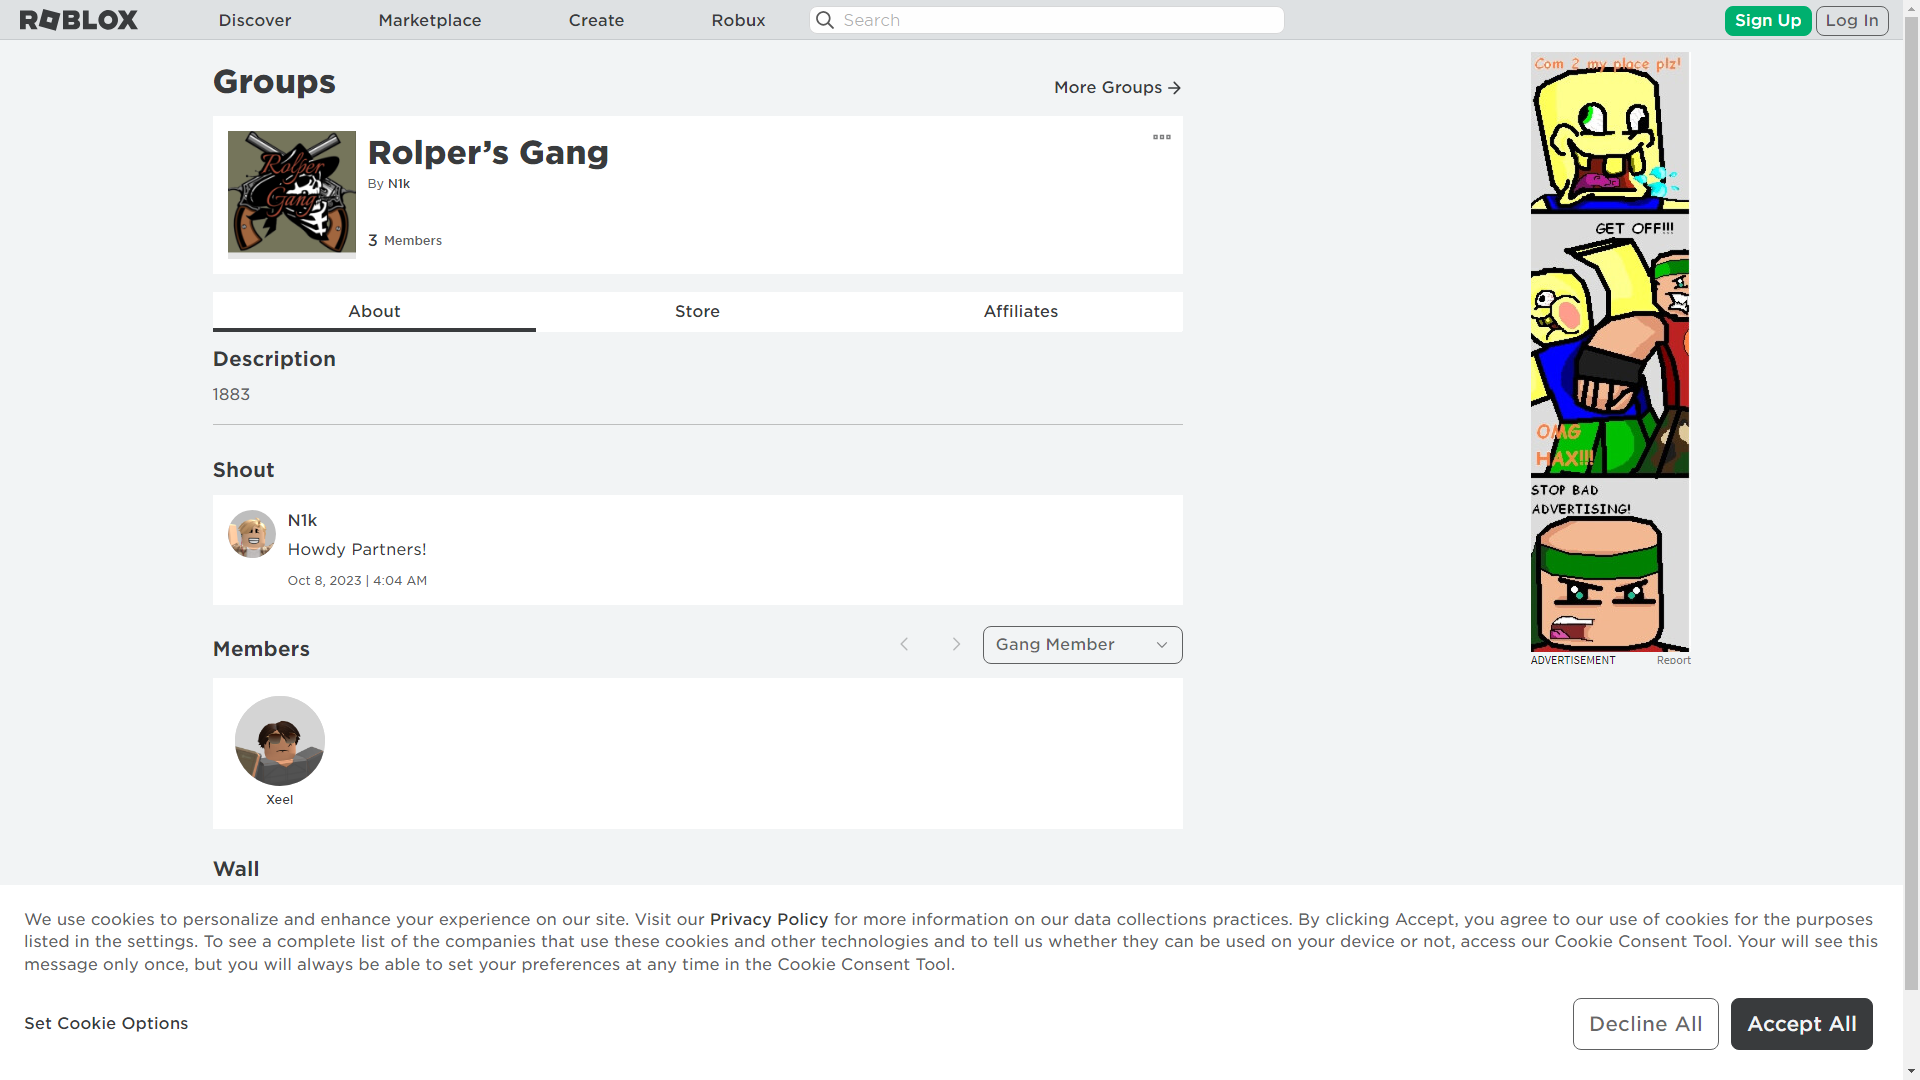 ROBLOX
Discover
Marketplace
Create
Robux
Search
Sign Up
Log In
Groups
More Groups
Rolper
Gang
Rolper’s Gang
By N1k
3 Members
About
Store
Affiliates
Description
1883
Shout
N1k
Howdy Partners!
Oct 8, 2023 | 4:04 AM
Members
Gang Member
Xeel
Wall
Com 2 my place plz!
GET OFF!!!
OMG
HAX!!!
STOP BAD
ADVERTISING!
ADVERTISEMENT
Report
We use cookies to personalize and enhance your experience on our site. Visit our Privacy Policy for more information on our data collections practices. By clicking Accept, you agree to our use of cookies for the purposes
listed in the settings. To see a complete list of the companies that use these cookies and other technologies and to tell us whether they can be used on your device or not, access our Cookie Consent Tool. Your will see this
message only once, but you will always be able to set your preferences at any time in the Cookie Consent Tool.
Set Cookie Options
Decline All
Accept All